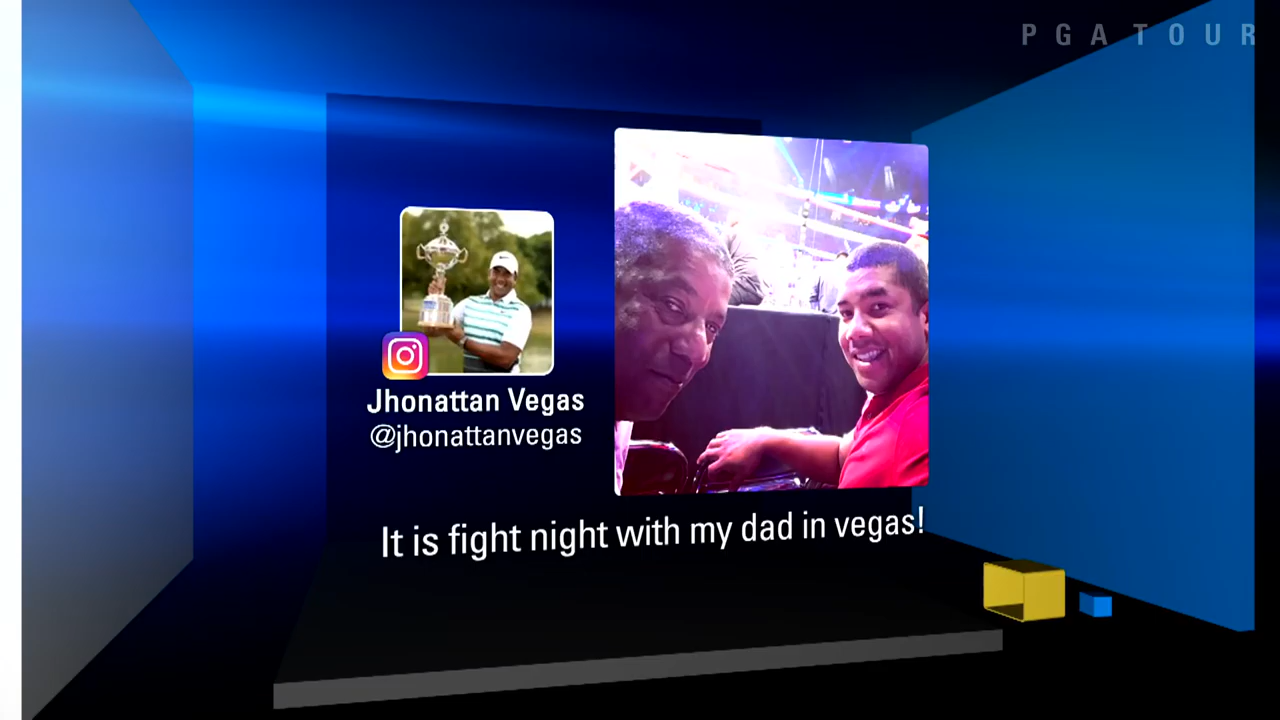 PGATOUR
Jhonattan Vegas
@jhonattanvegas
It is fight night with my dad in vegas!